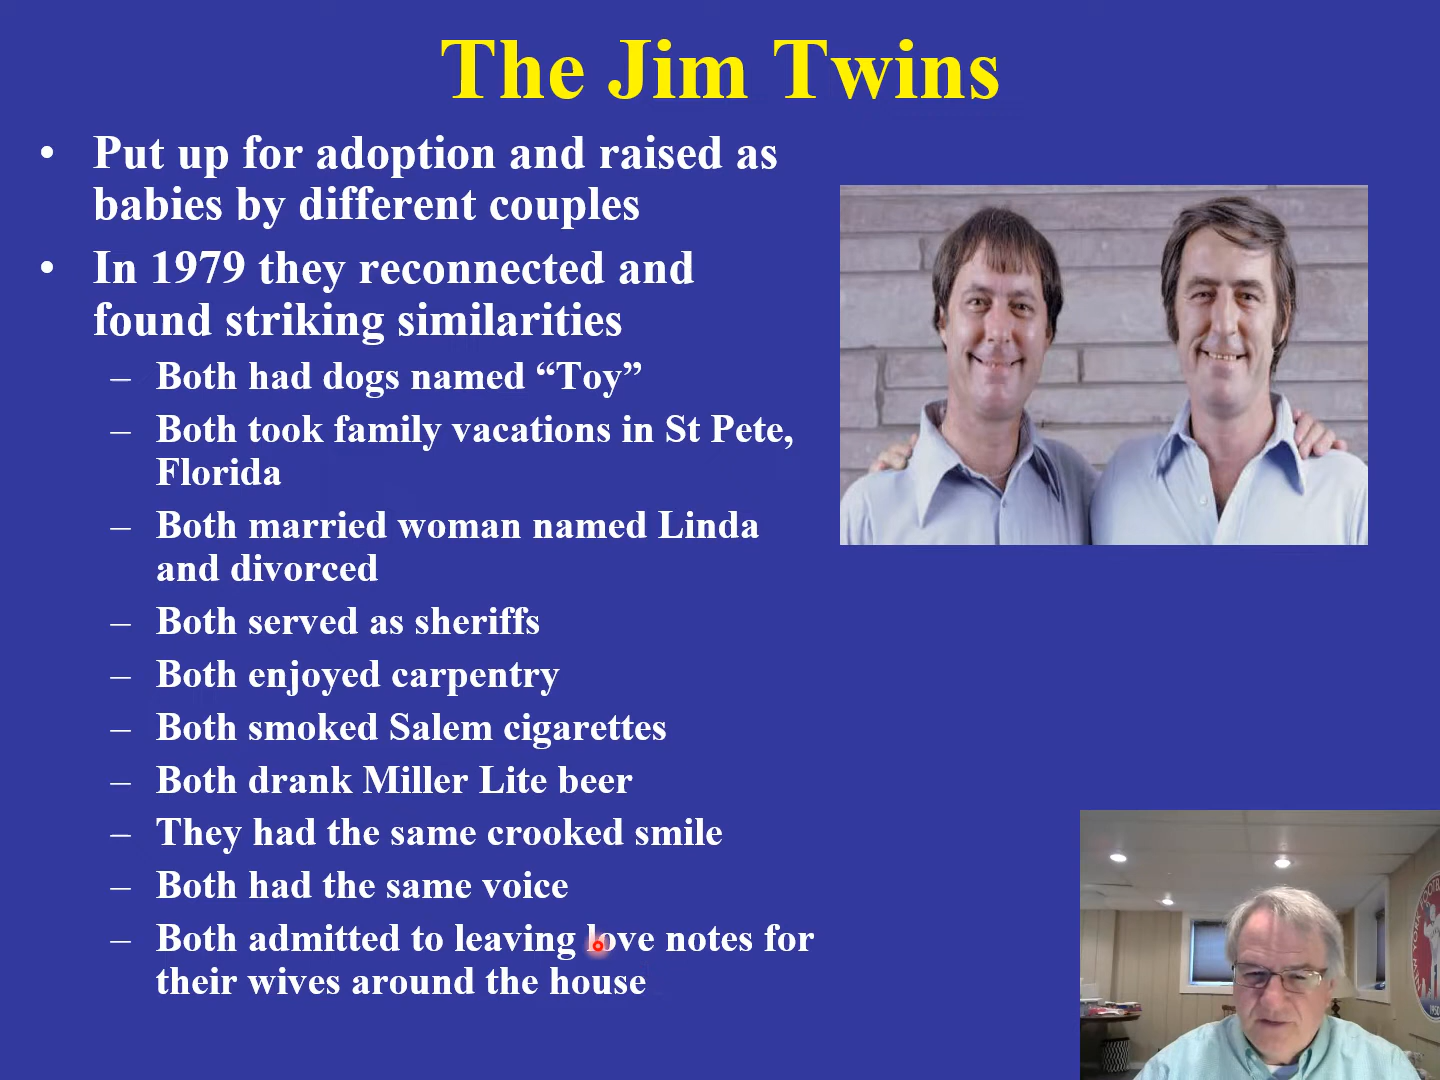 The Jim Twins
• Put up for adoption and raised as
babies by different couples
• In 1979 they reconnected and
found striking similarities
– Both had dogs named “Toy”
– Both took family vacations in St Pete,
Florida
– Both married woman named Linda
and divorced
– Both served as sheriffs
– Both enjoyed carpentry
– Both smoked Salem cigarettes
– Both drank Miller Lite beer
– They had the same crooked smile
– Both had the same voice
– Both admitted to leaving love notes for
their wives around the house